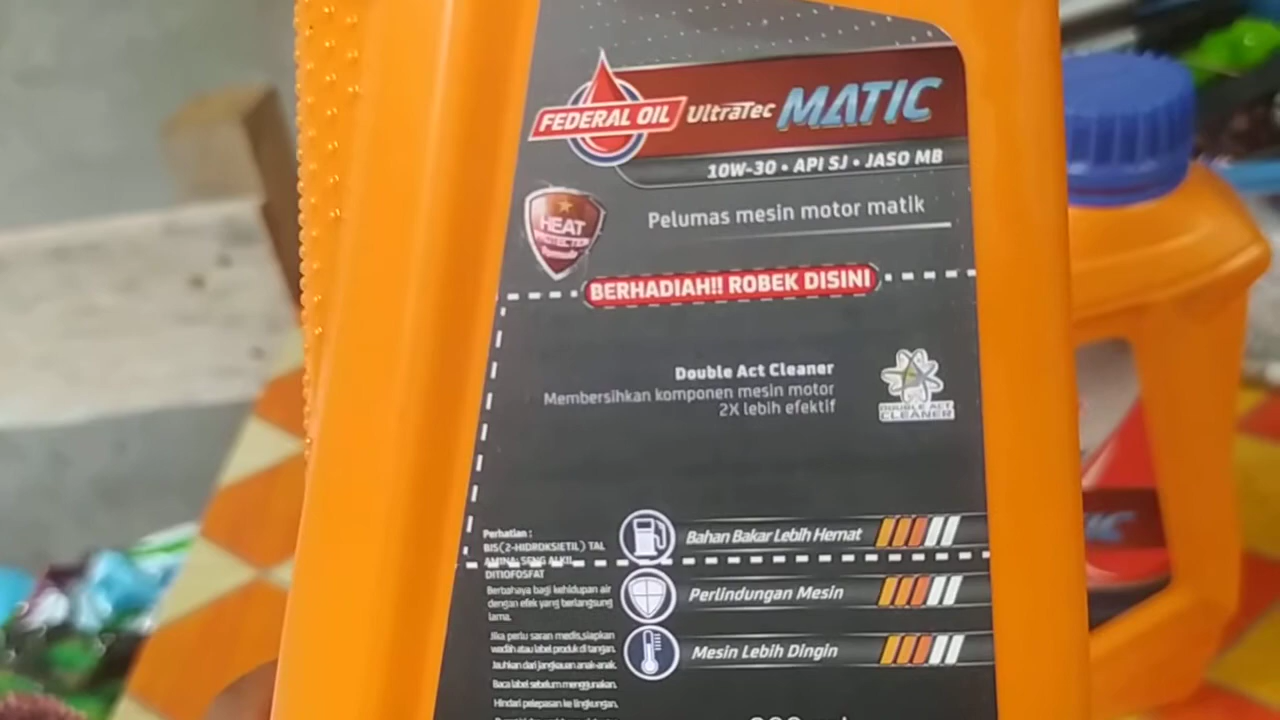 FEDERAL OIL UltraTec MATIC
10W-30 • API SJ • JASO MB
HEAT
PROTECTION
Formula
Pelumas mesin motor matik
BERHADIAH!! ROBEK DISINI
Double Act Cleaner
Membersihkan komponen mesin motor
2X lebih efektif
DOUBLE ACT
CLEANER
Perhatian :
BIS(2-HIDROKSIETIL) TAL
AMINA; SENG ALKIL
DITIOFOSFAT
Berbahaya bagi kehidupan air
dengan efek yang berlangsung
lama.
Jika perlu saran medis,siapkan
wadah atau label produk di tangan.
Jauhkan dari jangkauan anak-anak.
Baca label sebelum menggunakan.
Hindari pelepasan ke lingkungan.
Bahan Bakar Lebih Hemat
Perlindungan Mesin
Mesin Lebih Dingin